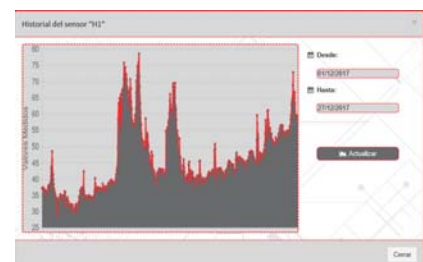 Historial del sensor "H1"
80
75
70
65
60
55
50
45
40
35
30
25
Valores Medidos
Desde:
01/12/2017
Hasta:
27/12/2017
Actualizar
Cerrar